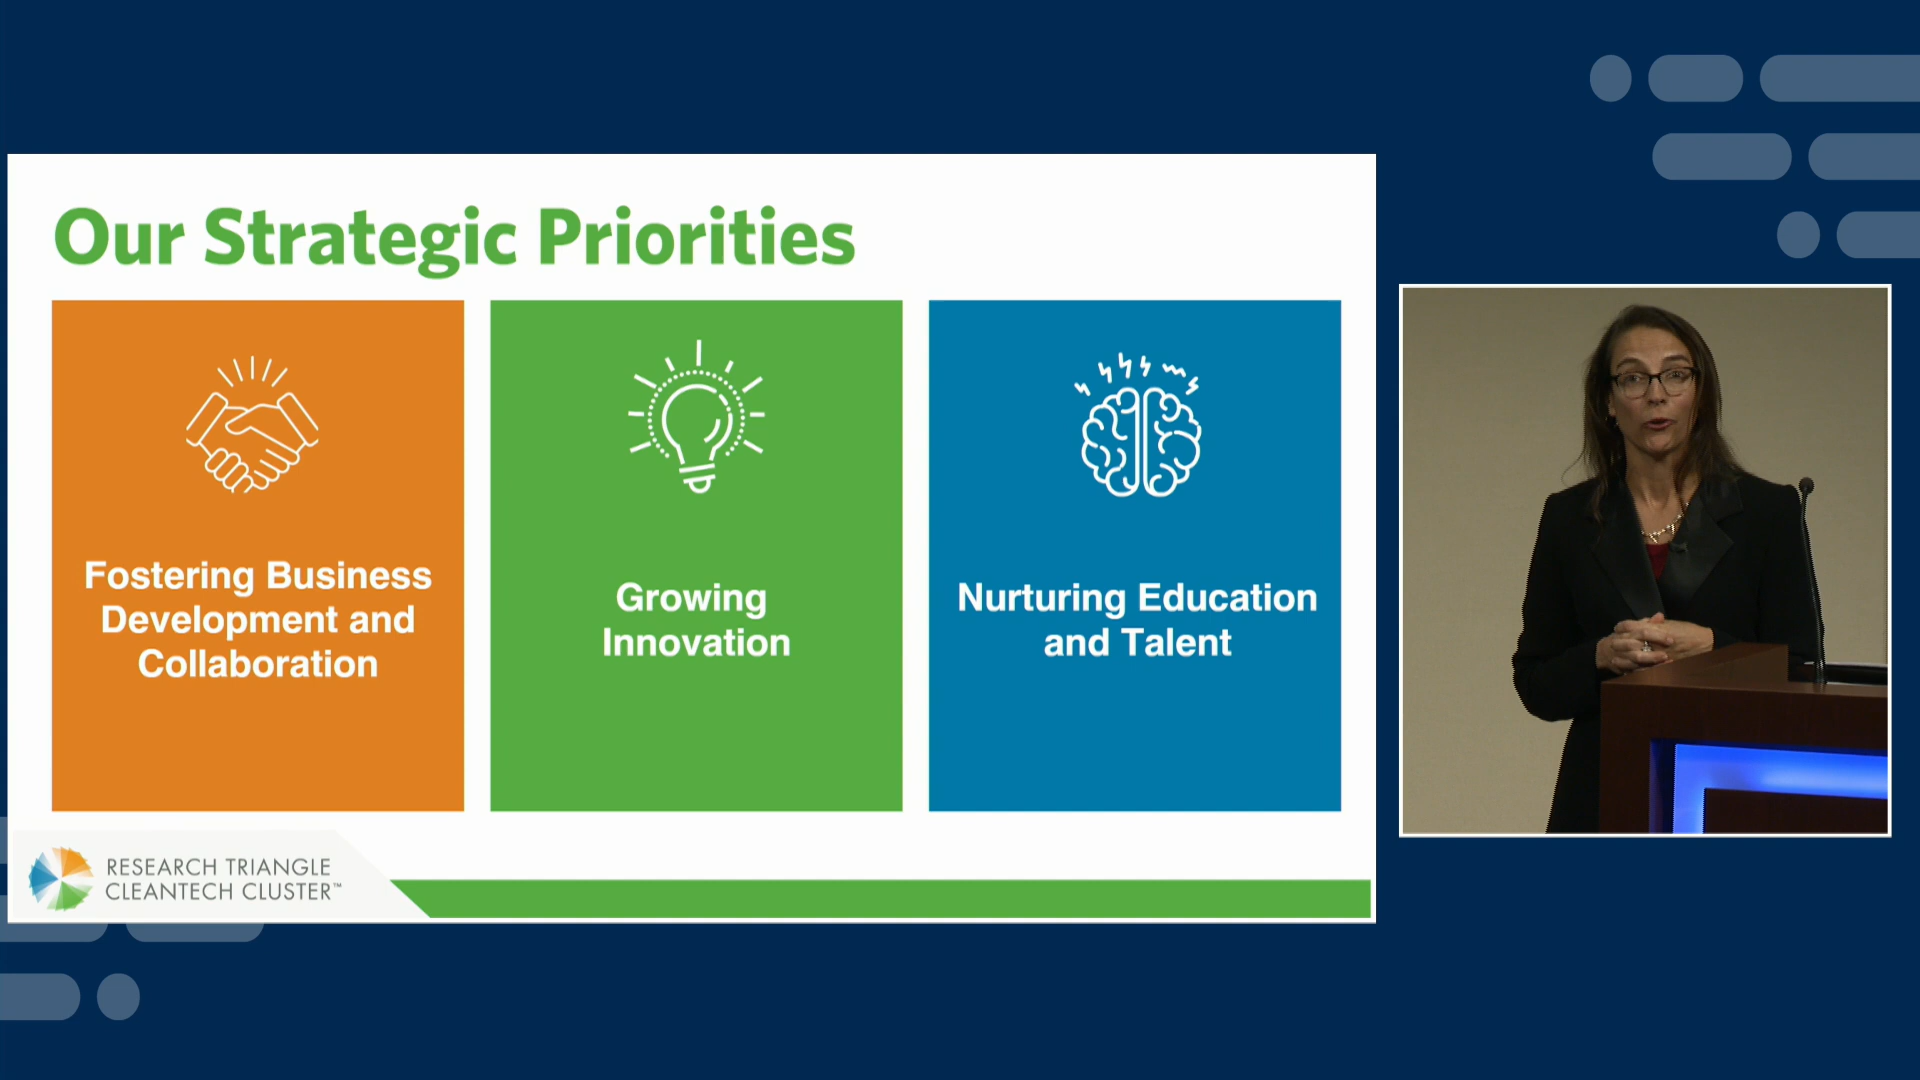 Our Strategic Priorities
Fostering Business
Development and
Collaboration
Growing
Innovation
Nurturing Education
and Talent
RESEARCH TRIANGLE
CLEANTECH CLUSTER™